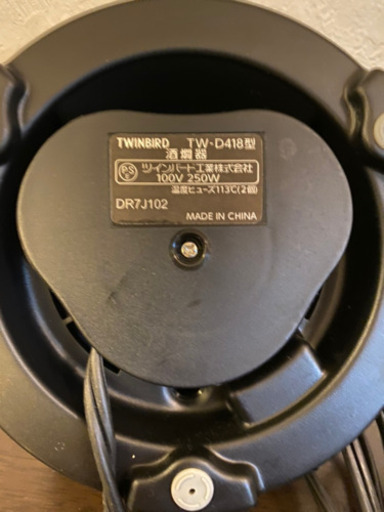 TWINBIRD TW-D418型
酒燗器
PS
E ツインバード工業株式会社
100V 250W
温度ヒューズ113℃(2個)
DR7J102
MADE IN CHINA